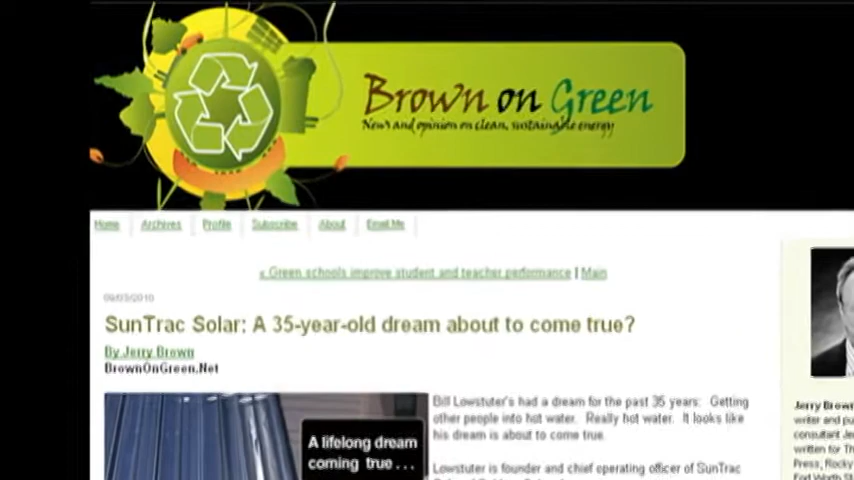 Brown on Green
News and opinion on clean, sustainable energy
Home
Archives
Profile
Subscribe
About
Email Me
« Green schools improve student and teacher performance | Main
09/03/2010
SunTrac Solar: A 35-year-old dream about to come true?
By Jerry Brown
BrownOnGreen.Net
A lifelong dream
coming true...
Bill Lowstuter's had a dream for the past 35 years: Getting
other people into hot water. Really hot water. It looks like
his dream is about to come true.
Lowstuter is founder and chief operating officer of SunTrac
Jerry Brown
writer and pu
consultant Je
written for Th
Press, Rocky
Fort Worth St